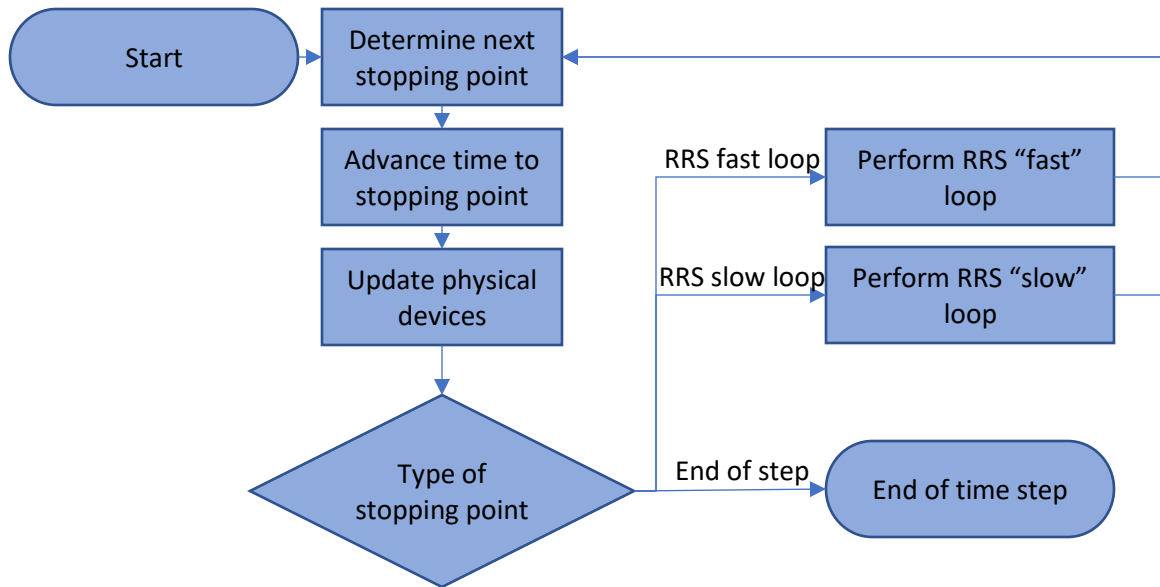 Start
Determine next
stopping point
Advance time to
stopping point
Update physical
devices
Type of
stopping point
RRS fast loop
Perform RRS “fast”
loop
RRS slow loop
Perform RRS “slow”
loop
End of step
End of time step